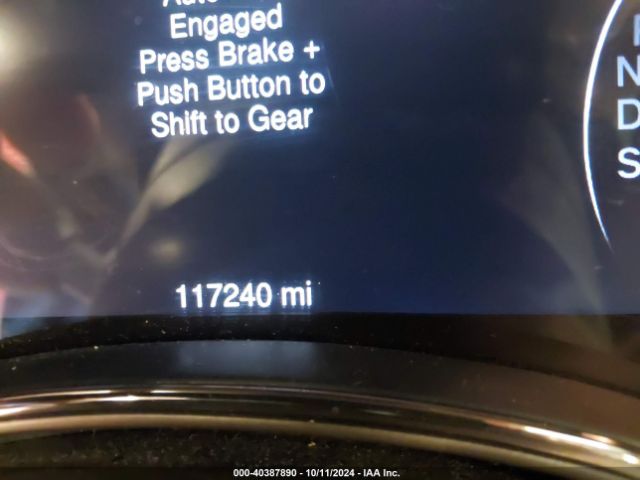 Engaged
Press Brake +
Push Button to
Shift to Gear
N
D
S
117240 mi
000-40387890 - 10/11/2024 - IAA Inc.